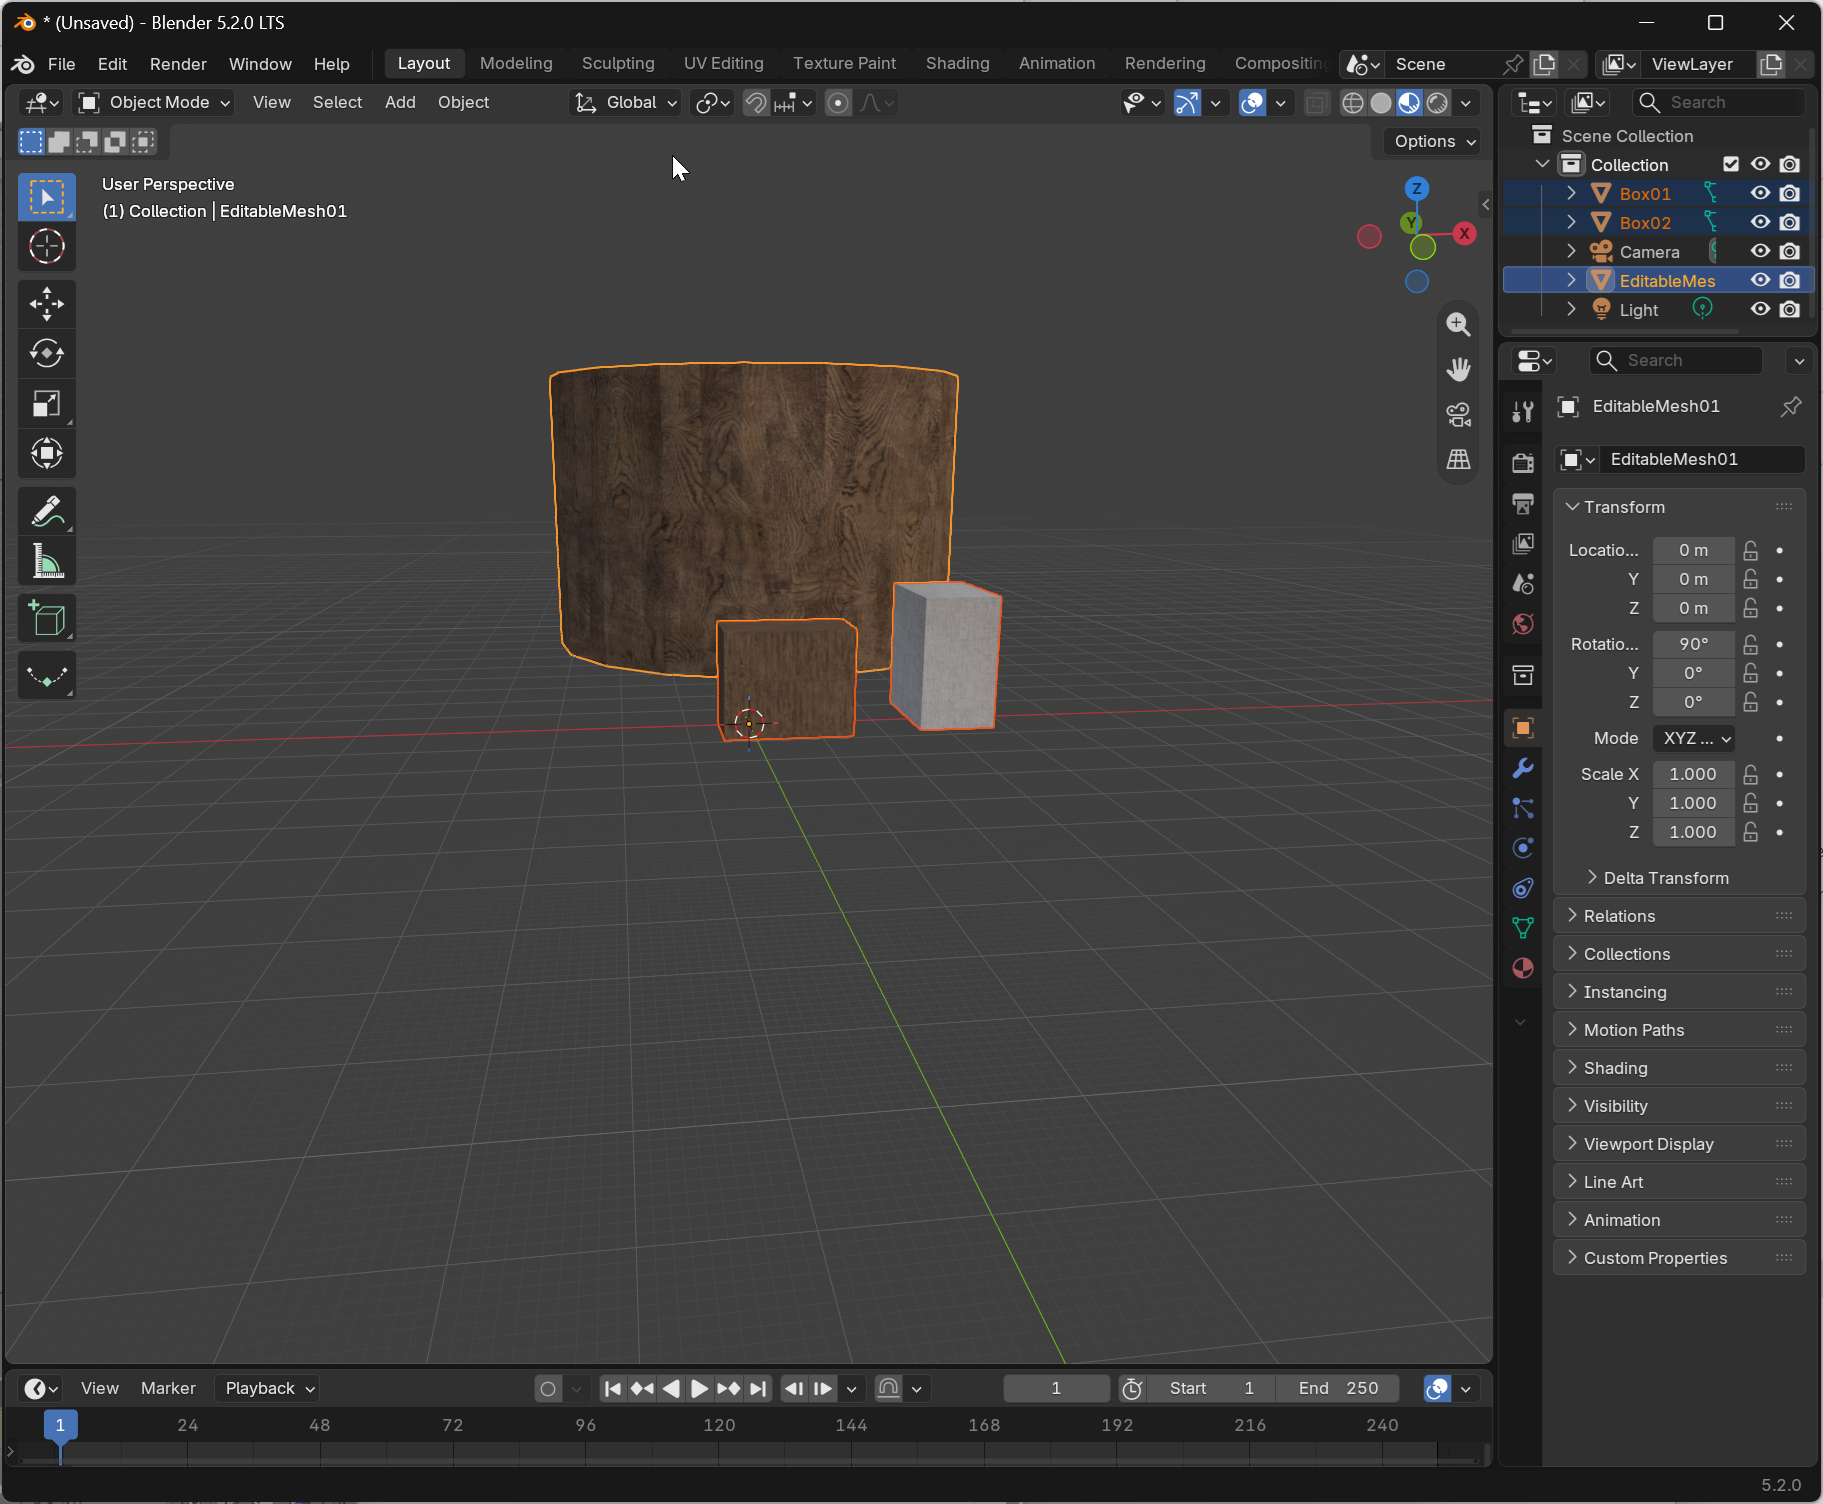 * (Unsaved) - Blender 5.2.0 LTS
File Edit Render Window Help Layout Modeling Sculpting UV Editing Texture Paint Shading Animation Rendering Compositing Scene ViewLayer
Object Mode View Select Add Object Global Search
Options
Scene Collection
Collection
User Perspective
(1) Collection | EditableMesh01
Box01
Box02
Camera
EditableMes
Light
Z
Y
X
Search
EditableMesh01
EditableMesh01
Transform
Locatio... 0 m
Y 0 m
Z 0 m
Rotatio... 90°
Y 0°
Z 0°
Mode XYZ ...
Scale X 1.000
Y 1.000
Z 1.000
Delta Transform
Relations
Collections
Instancing
Motion Paths
Shading
Visibility
Viewport Display
Line Art
Animation
Custom Properties
View Marker Playback 1 Start 1 End 250
1 24 48 72 96 120 144 168 192 216 240
5.2.0